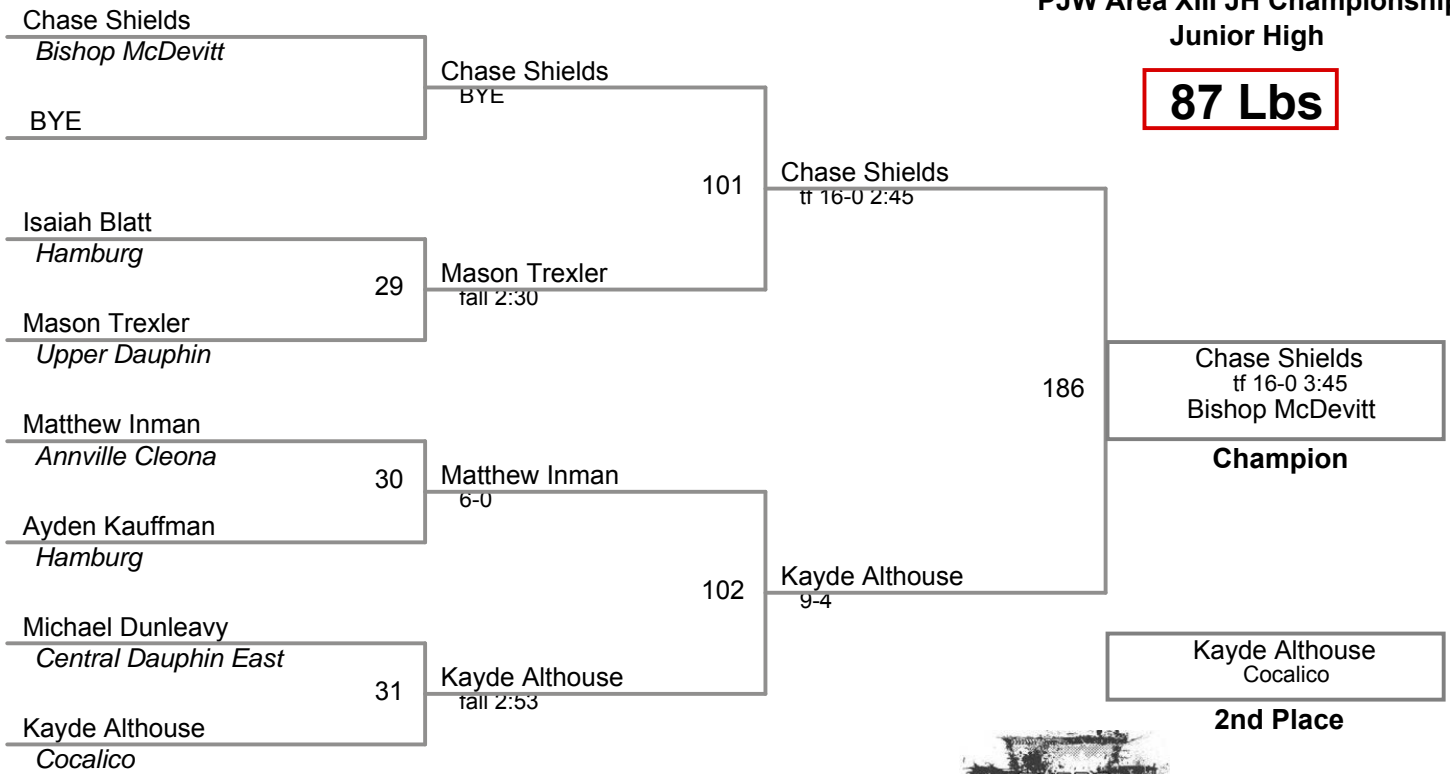 PJW Area XIII JH Championship
Junior High
87 Lbs
Chase Shields
Bishop McDevitt
BYE
Chase Shields
BYE
Isaiah Blatt
Hamburg
29
Mason Trexler
Upper Dauphin
Mason Trexler
fall 2:30
101
Chase Shields
tf 16-0 2:45
Matthew Inman
Annville Cleona
30
Ayden Kauffman
Hamburg
Matthew Inman
6-0
Michael Dunleavy
Central Dauphin East
31
Kayde Althouse
Cocalico
Kayde Althouse
fall 2:53
102
Kayde Althouse
9-4
186
Chase Shields
tf 16-0 3:45
Bishop McDevitt
Champion
Kayde Althouse
Cocalico
2nd Place